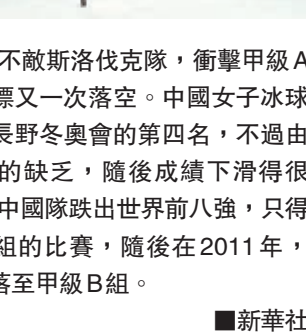 不敵斯洛伐克隊，衝擊甲級A
標又一次落空。中國女子冰球
長野冬奧會的第四名，不過由
的缺乏，隨後成績下滑得很
中國隊跌出世界前八強，只得
組的比賽，隨後在2011年，
落至甲級B組。
■新華社